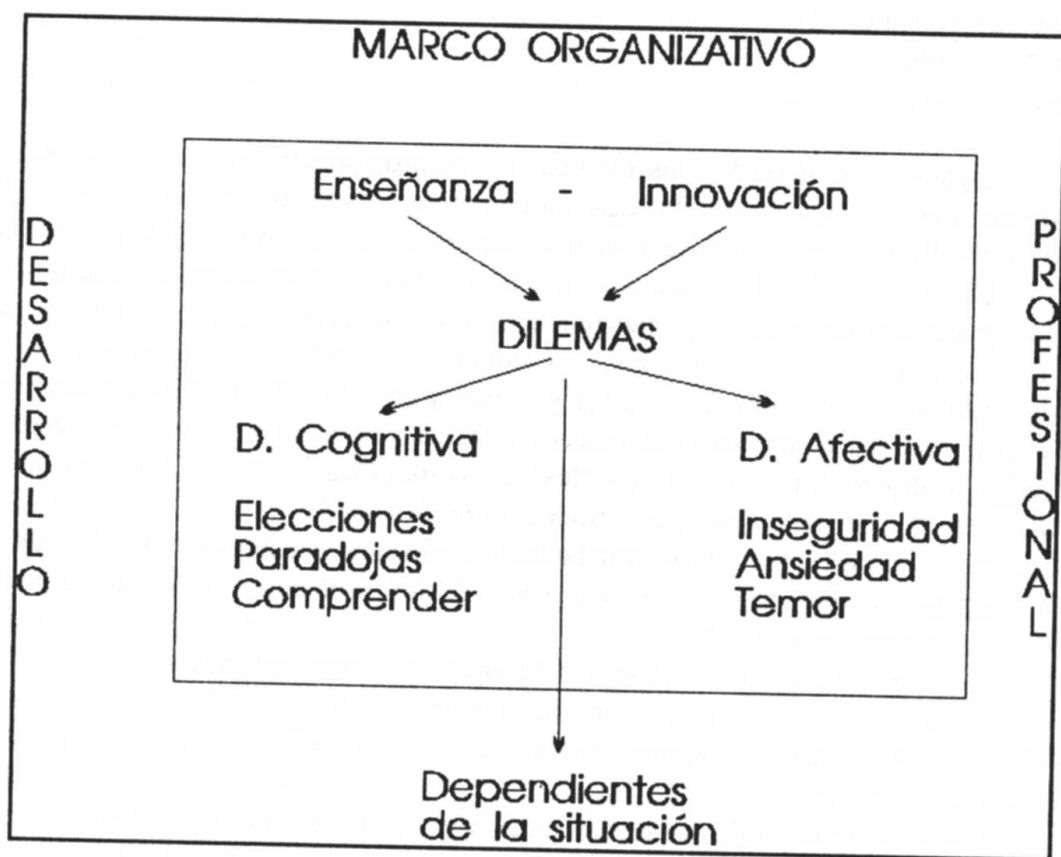 MARCO ORGANIZATIVO
Enseñanza - Innovación
DESARROLLO
PROFESIONAL
DILEMAS
D. Cognitiva
D. Afectiva
Elecciones
Paradojas
Comprender
Inseguridad
Ansiedad
Temor
Dependientes
de la situación